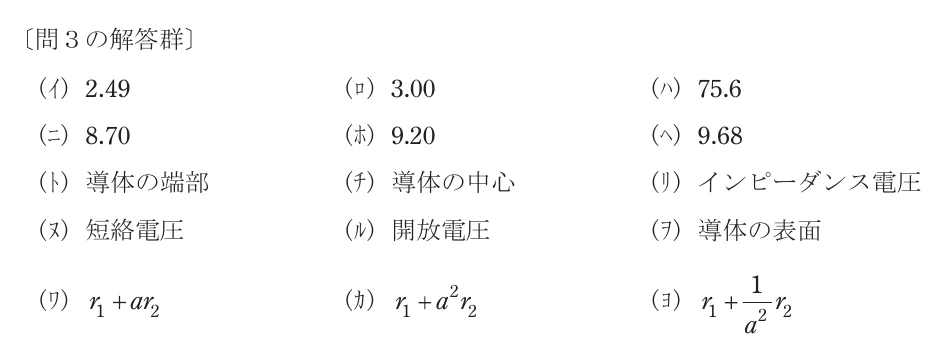 〔問３の解答群〕
(ｲ) 2.49 (ﾛ) 3.00 (ﾊ) 75.6
(ﾆ) 8.70 (ﾎ) 9.20 (ﾍ) 9.68
(ﾄ) 導体の端部 (ﾁ) 導体の中心 (ﾘ) インピーダンス電圧
(ﾇ) 短絡電圧 (ﾙ) 開放電圧 (ｦ) 導体の表面
(ﾜ) r₁ + ar₂ (ｶ) r₁ + a²r₂ (ﾖ) r₁ + 1/a² r₂